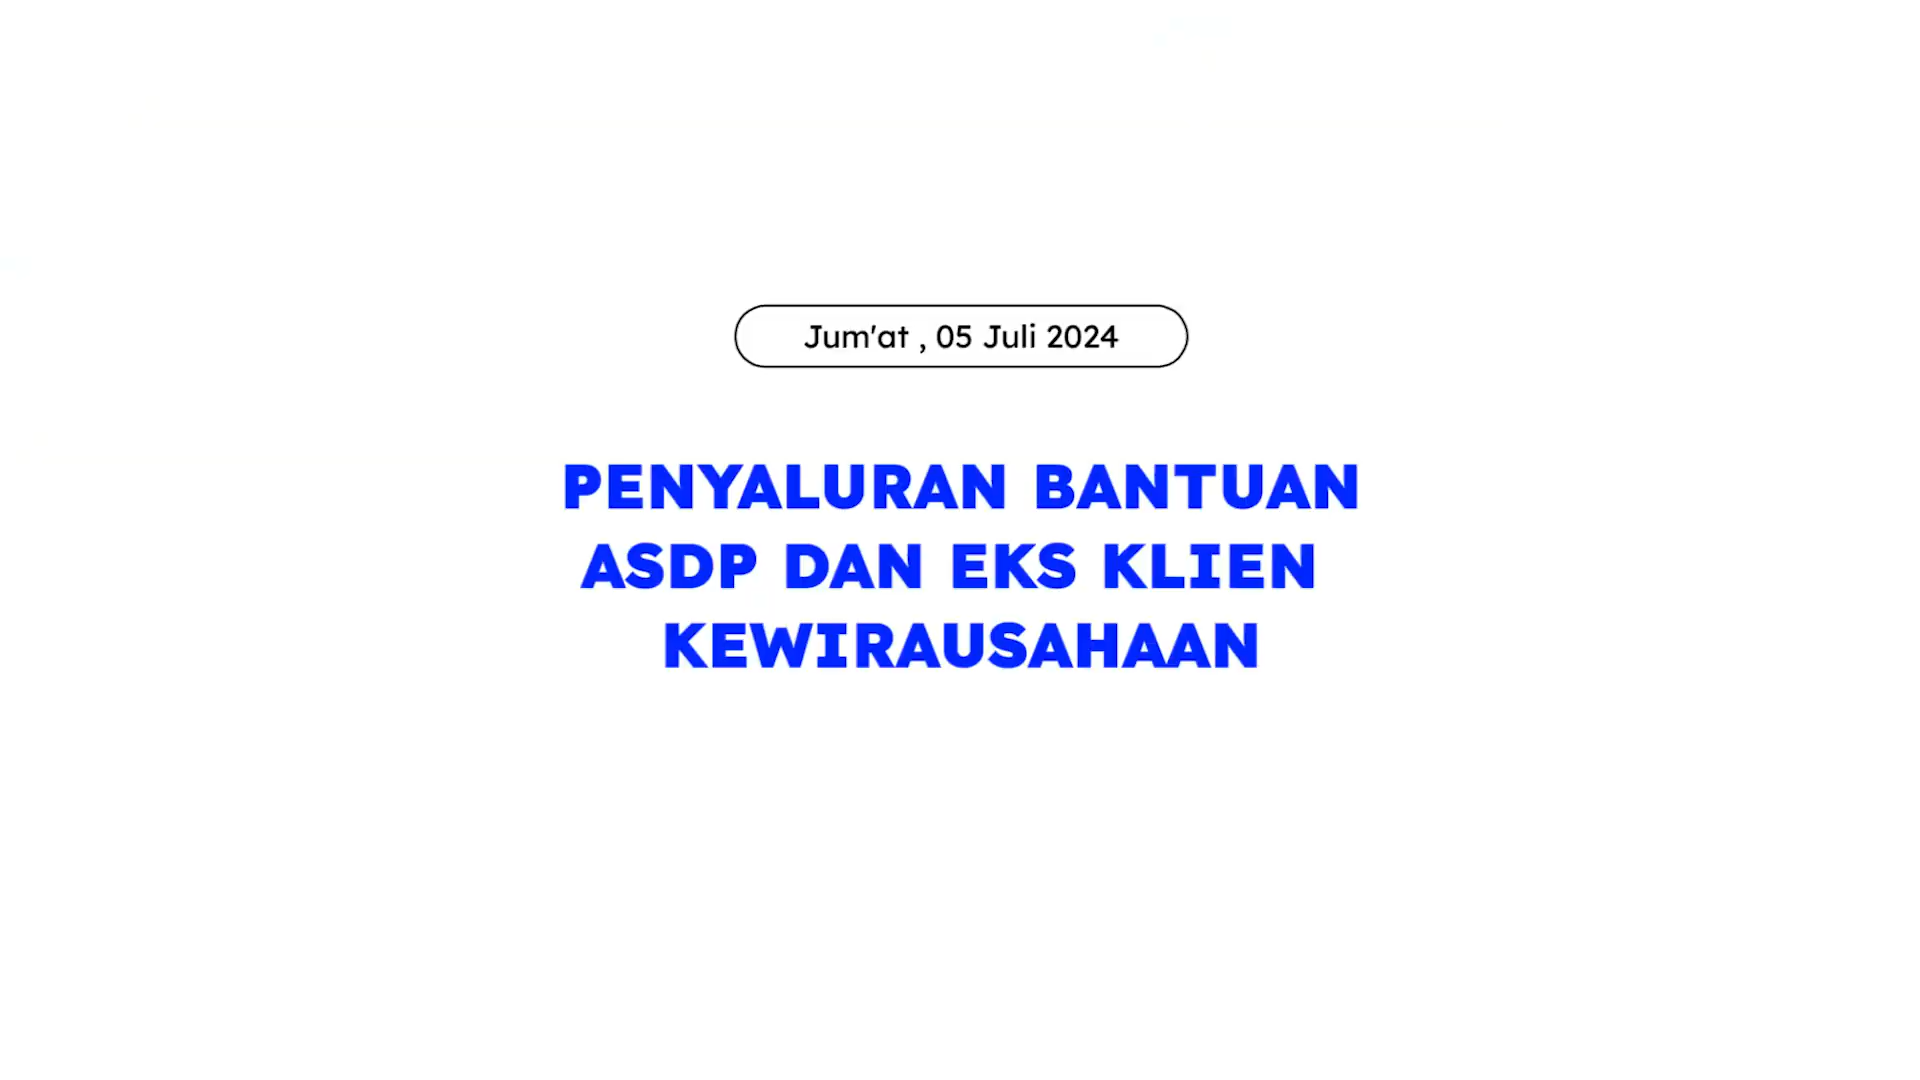 Jum'at , 05 Juli 2024
PENYALURAN BANTUAN
ASDP DAN EKS KLIEN
KEWIRAUSAHAAN